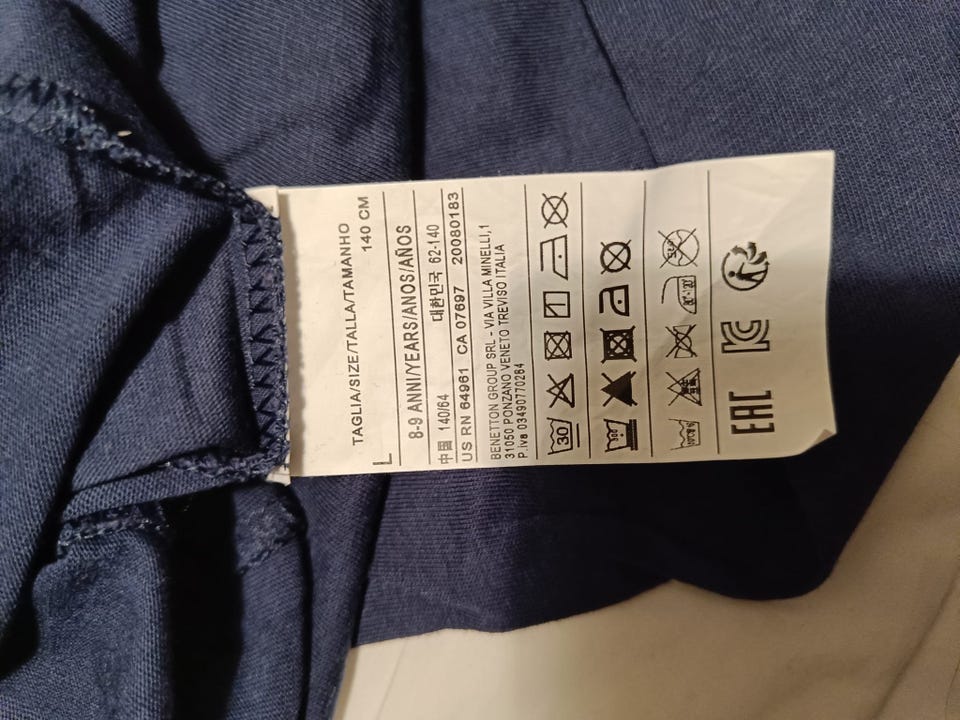 TAGLIA/SIZE/TALLA/TAMANHO
L 140 CM
8-9 ANNI/YEARS/ANOS/AÑOS
中国 140/64 대한민국 62-140
US RN 64961 CA 07697 20080183
BENETTON GROUP SRL - VIA VILLA MINELLI,1
31050 PONZANO VENETO TREVISO ITALIA
P.iva 03490770264
30
EAC